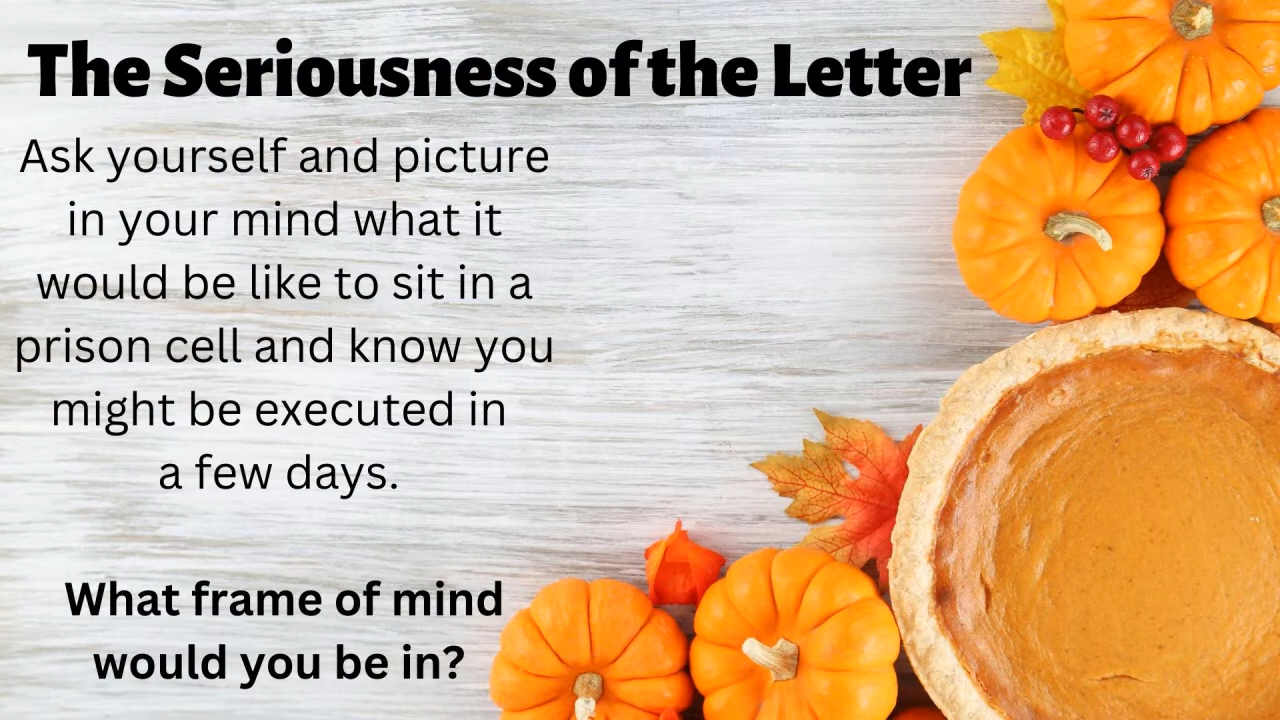 The Seriousness of the Letter
Ask yourself and picture
in your mind what it
would be like to sit in a
prison cell and know you
might be executed in
a few days.
What frame of mind
would you be in?